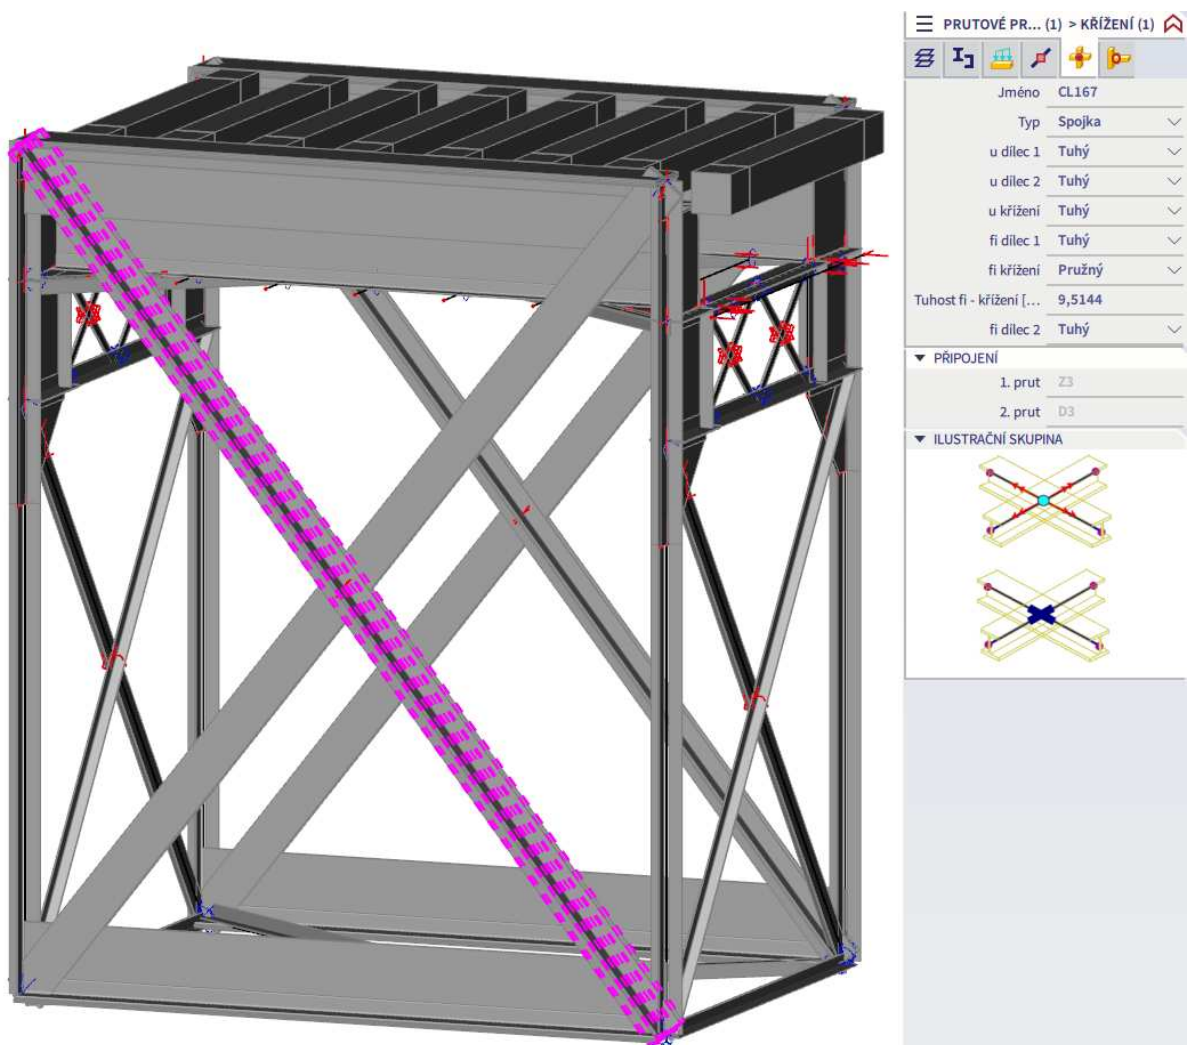 PRUTOVÉ PR... (1) > KŘÍŽENÍ (1)
Jméno CL167
Typ Spojka
u dílec 1 Tuhý
u dílec 2 Tuhý
u křížení Tuhý
fi dílec 1 Tuhý
fi křížení Pružný
Tuhost fi - křížení [... 9,5144
fi dílec 2 Tuhý
PŘIPOJENÍ
1. prut Z3
2. prut D3
ILUSTRAČNÍ SKUPINA